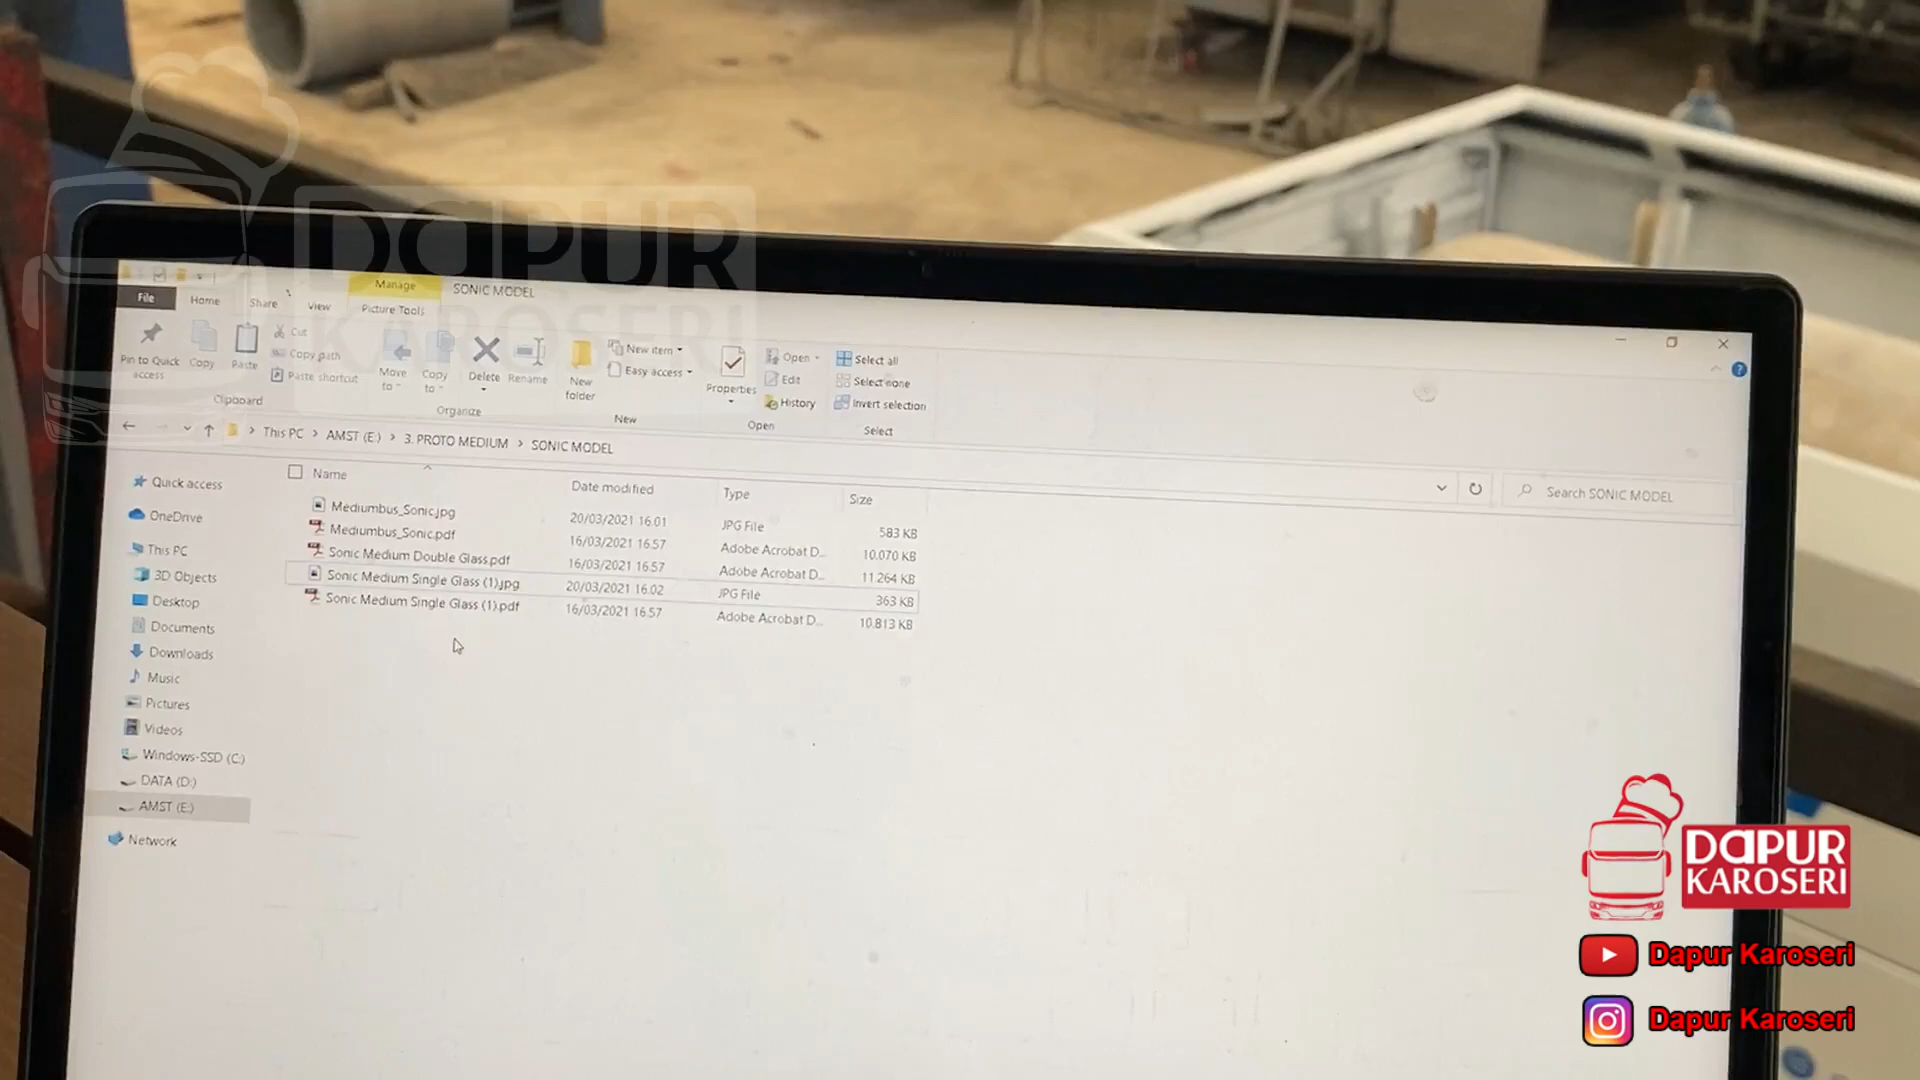 DAPUR
KAROSERI
Manage
SONIC MODEL
File
Home
Share
View
Picture Tools
Pin to Quick access
Copy
Paste
Cut
Copy path
Paste shortcut
Clipboard
Move to
Copy to
Delete
Rename
Organize
New folder
New item
Easy access
New
Properties
Open
Edit
History
Open
Select all
Select none
Invert selection
Select
This PC > AMST (E:) > 3. PROTO MEDIUM > SONIC MODEL
Search SONIC MODEL
Name Date modified Type Size
Mediumbus_Sonic.jpg 20/03/2021 16.01 JPG File 583 KB
Mediumbus_Sonic.pdf 16/03/2021 16.57 Adobe Acrobat D... 10.070 KB
Sonic Medium Double Glass.pdf 16/03/2021 16.57 Adobe Acrobat D... 11.264 KB
Sonic Medium Single Glass (1).jpg 20/03/2021 16.02 JPG File 363 KB
Sonic Medium Single Glass (1).pdf 16/03/2021 16.57 Adobe Acrobat D... 10.813 KB
Quick access
OneDrive
This PC
3D Objects
Desktop
Documents
Downloads
Music
Pictures
Videos
Windows-SSD (C:)
DATA (D:)
AMST (E:)
Network
DAPUR
KAROSERI
Dapur Karoseri
Dapur Karoseri